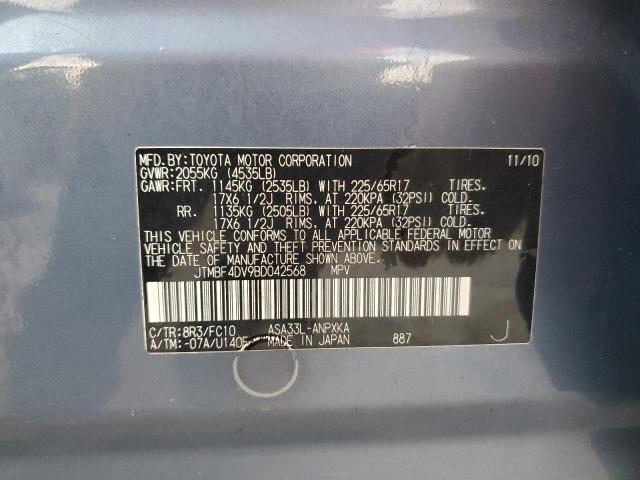 MFD.BY:TOYOTA MOTOR CORPORATION 11/10
GVWR:2055KG (4535LB)
GAWR:FRT. 1145KG (2535LB) WITH 225/65R17 TIRES.
17X6 1/2J RIMS, AT 220KPA (32PSI) COLD.
RR. 1135KG (2505LB) WITH 225/65R17 TIRES.
17X6 1/2J RIMS, AT 220KPA (32PSI) COLD.
THIS VEHICLE CONFORMS TO ALL APPLICABLE FEDERAL MOTOR
VEHICLE SAFETY AND THEFT PREVENTION STANDARDS IN EFFECT ON
THE DATE OF MANUFACTURE SHOWN ABOVE.
JTMBF4DV9BD042568 MPV
C/TR:8R3/FC10 ASA33L-ANPXKA
A/TM:-07A/U140F MADE IN JAPAN 887 J